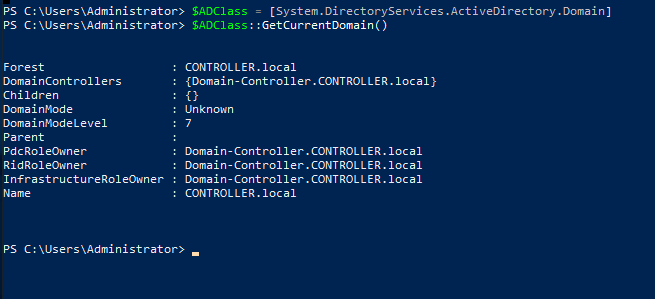 PS C:\Users\Administrator> $ADClass = [System.DirectoryServices.ActiveDirectory.Domain]
PS C:\Users\Administrator> $ADClass::GetCurrentDomain()
Forest                  : CONTROLLER.local
DomainControllers       : {Domain-Controller.CONTROLLER.local}
Children                : {}
DomainMode              : Unknown
DomainModeLevel         : 7
Parent                  :
PdcRoleOwner            : Domain-Controller.CONTROLLER.local
RidRoleOwner            : Domain-Controller.CONTROLLER.local
InfrastructureRoleOwner : Domain-Controller.CONTROLLER.local
Name                    : CONTROLLER.local
PS C:\Users\Administrator>